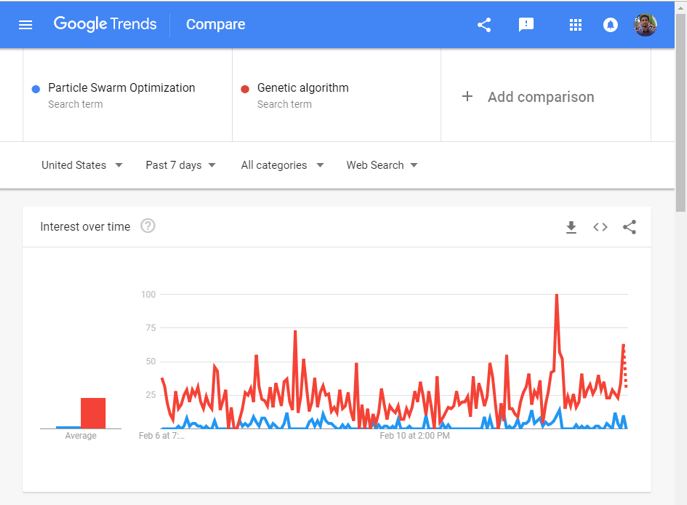 Google Trends
Compare
Particle Swarm Optimization
Search term
Genetic algorithm
Search term
+ Add comparison
United States
Past 7 days
All categories
Web Search
Interest over time
?
100
75
50
25
Average
Feb 6 at 7:...
Feb 10 at 2:00 PM